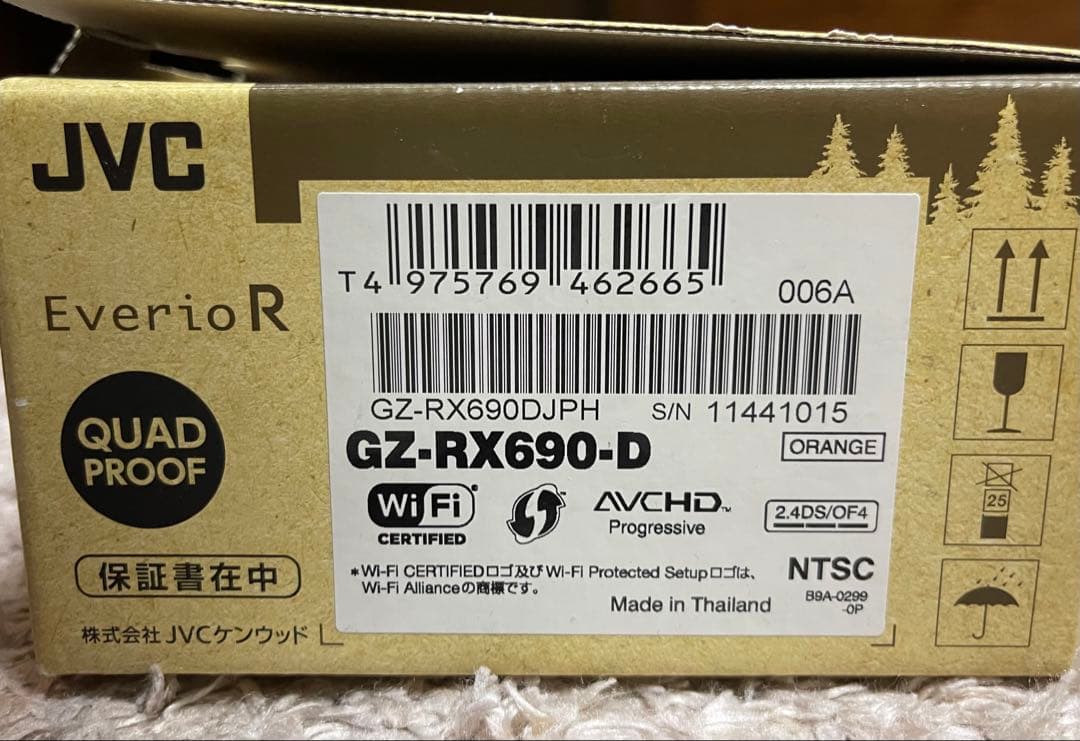 JVC
Everio R
QUAD
PROOF
保証書在中
株式会社 JVCケンウッド
T4 975769 462665
006A
GZ-RX690DJPH S/N 11441015
GZ-RX690-D
ORANGE
Wi Fi
CERTIFIED
AVCHD™
Progressive
2.4DS/OF4
*Wi-Fi CERTIFIEDロゴ及びWi-Fi Protected Setupロゴは、
Wi-Fi Allianceの商標です。
NTSC
Made in Thailand
B9A-0299
-0P
25